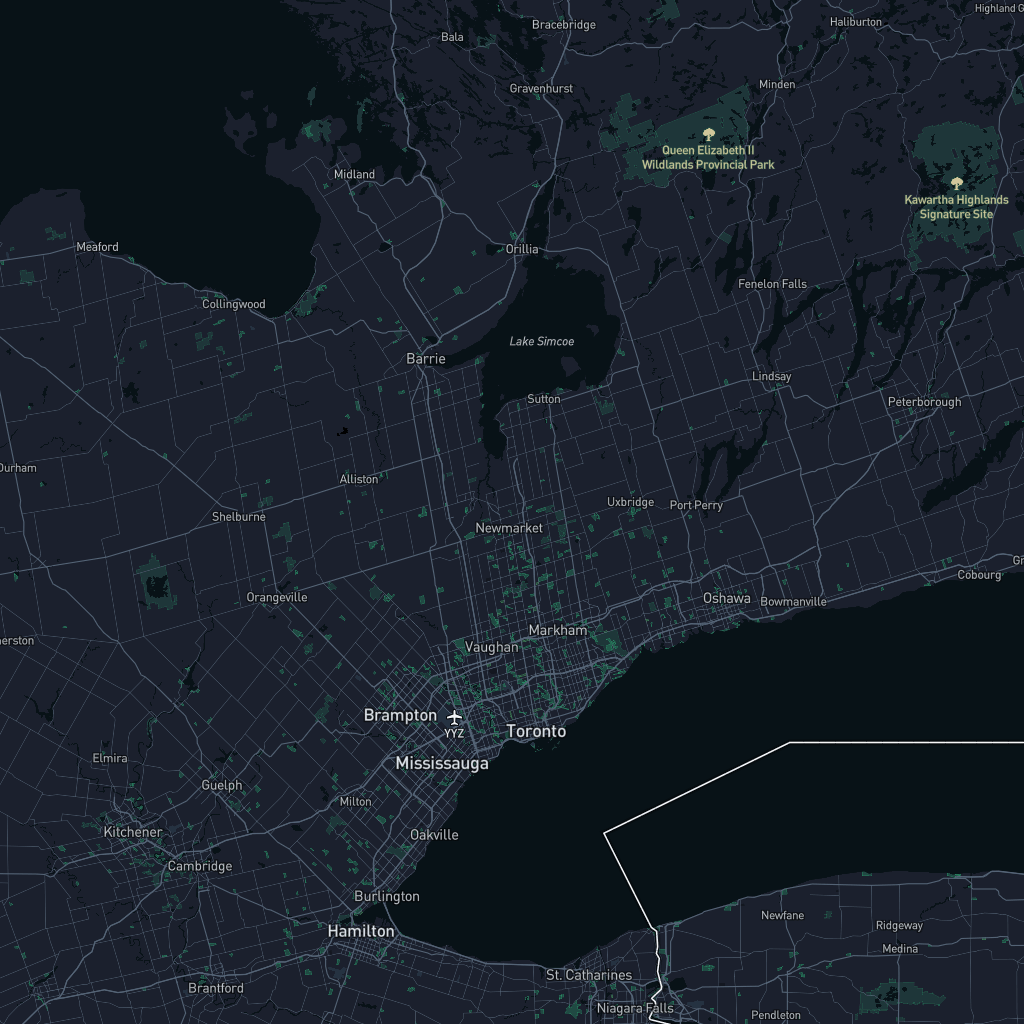 Highland G
Haliburton
Bracebridge
Bala
Gravenhurst
Minden
Queen Elizabeth II
Wildlands Provincial Park
Midland
Kawartha Highlands
Signature Site
Meaford
Orillia
Fenelon Falls
Collingwood
Lake Simcoe
Barrie
Lindsay
Sutton
Peterborough
Durham
Alliston
Uxbridge
Port Perry
Shelburne
Newmarket
Gr
Cobourg
Orangeville
Oshawa
Bowmanville
Markham
herston
Vaughan
Brampton
YYZ
Toronto
Elmira
Mississauga
Guelph
Milton
Kitchener
Oakville
Cambridge
Burlington
Newfane
Ridgeway
Hamilton
Medina
St. Catharines
Brantford
Niagara Falls
Pendleton